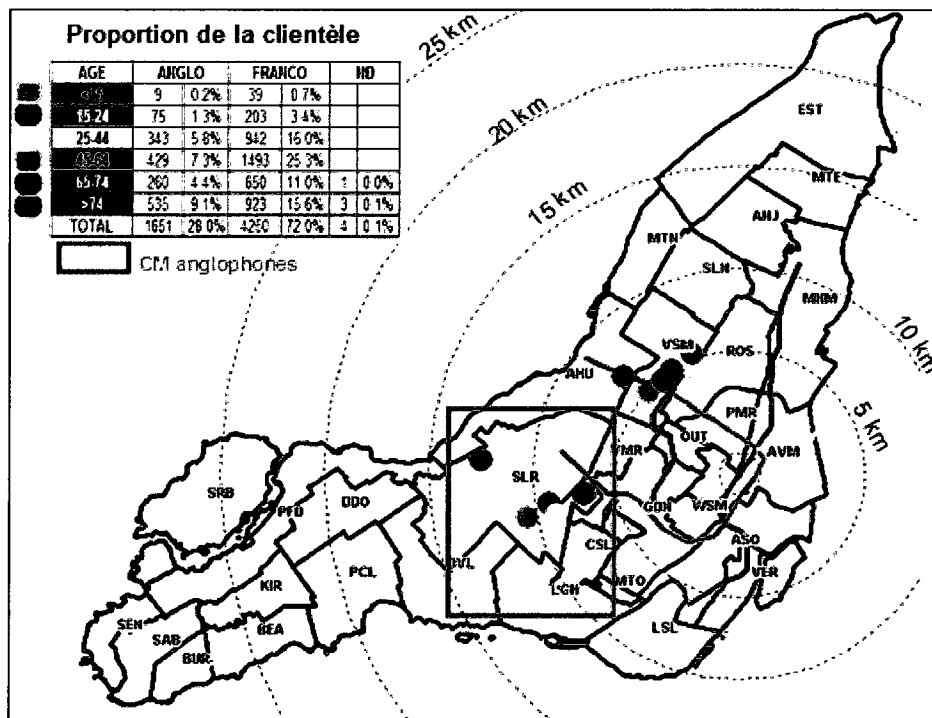 Proportion de la clientèle
AGE ANGLO FRANCO ND
9 0.2% 39 0.7%
15-24 75 1.3% 203 3.4%
25-44 343 5.8% 942 16.0%
45-64 429 7.3% 1493 25.3%
65-74 260 4.4% 650 11.0% 1 0.0%
>74 535 9.1% 923 15.6% 3 0.1%
TOTAL 1651 28.0% 4250 72.0% 4 0.1%
CM anglophones
25 km
20 km
15 km
10 km
5 km
EST
MTE
AHJ
MTN
SLN
MHM
VSM
ROS
AHU
PMR
OUT
AVM
VMR
SLR
GDN
WSM
SRB
PFD
DDO
CSL
ASO
VER
PCL
LGH
MTO
KIR
LSL
SEN
SAB
BEA
BUR